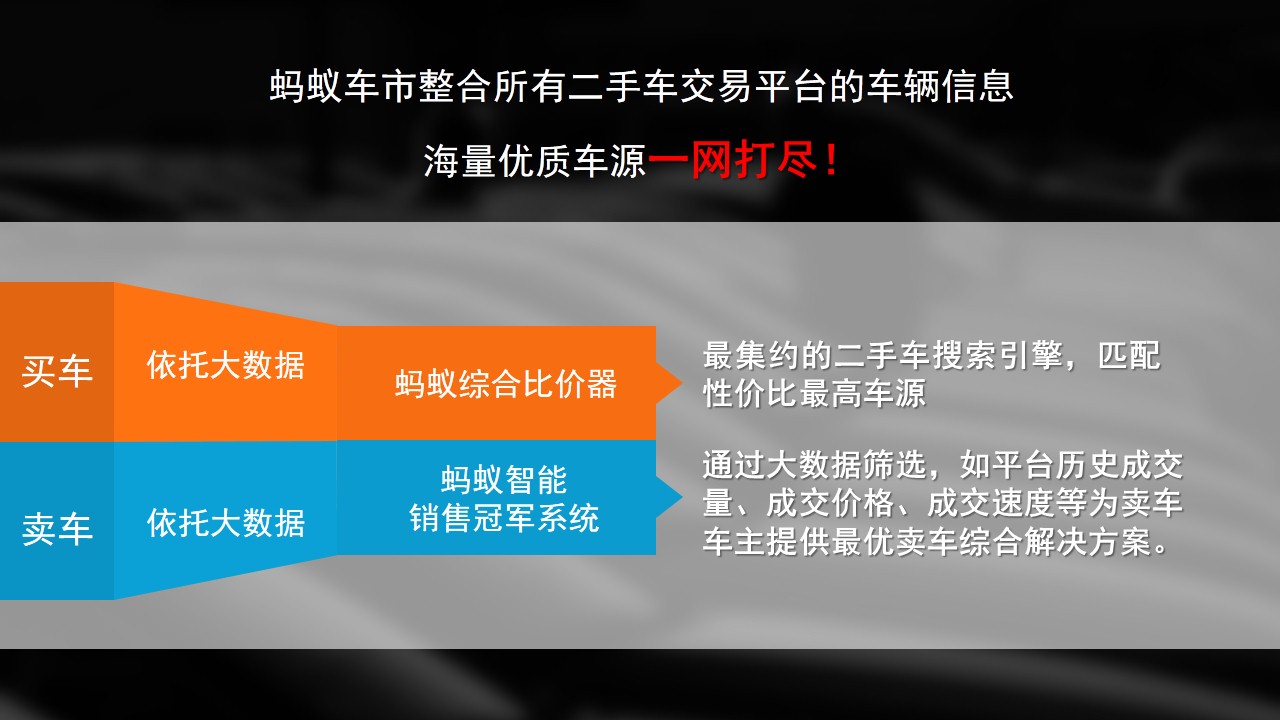 蚂蚁车市整合所有二手车交易平台的车辆信息
海量优质车源一网打尽！
买车
依托大数据
蚂蚁综合比价器
最集约的二手车搜索引擎，匹配
性价比最高车源
卖车
依托大数据
蚂蚁智能
销售冠军系统
通过大数据筛选，如平台历史成交
量、成交价格、成交速度等为卖车
车主提供最优卖车综合解决方案。